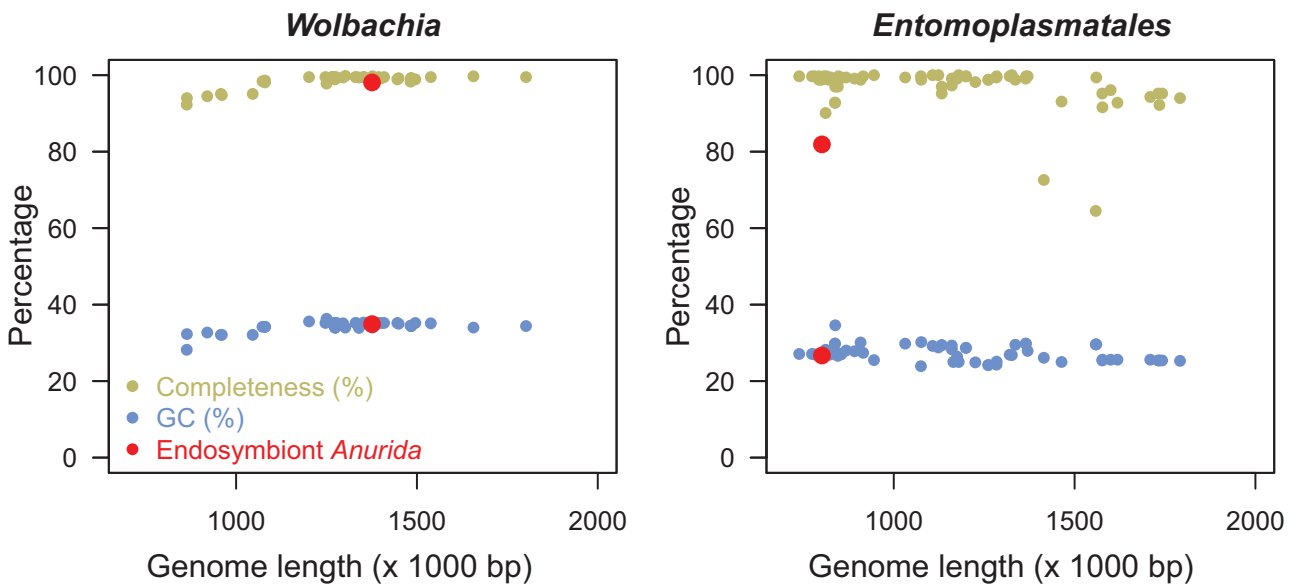 Wolbachia
Entomoplasmatales
Percentage
100
80
60
40
20
0
Completeness (%)
GC (%)
Endosymbiont Anurida
1000
1500
2000
Genome length (x 1000 bp)
Percentage
100
80
60
40
20
0
1000
1500
2000
Genome length (x 1000 bp)